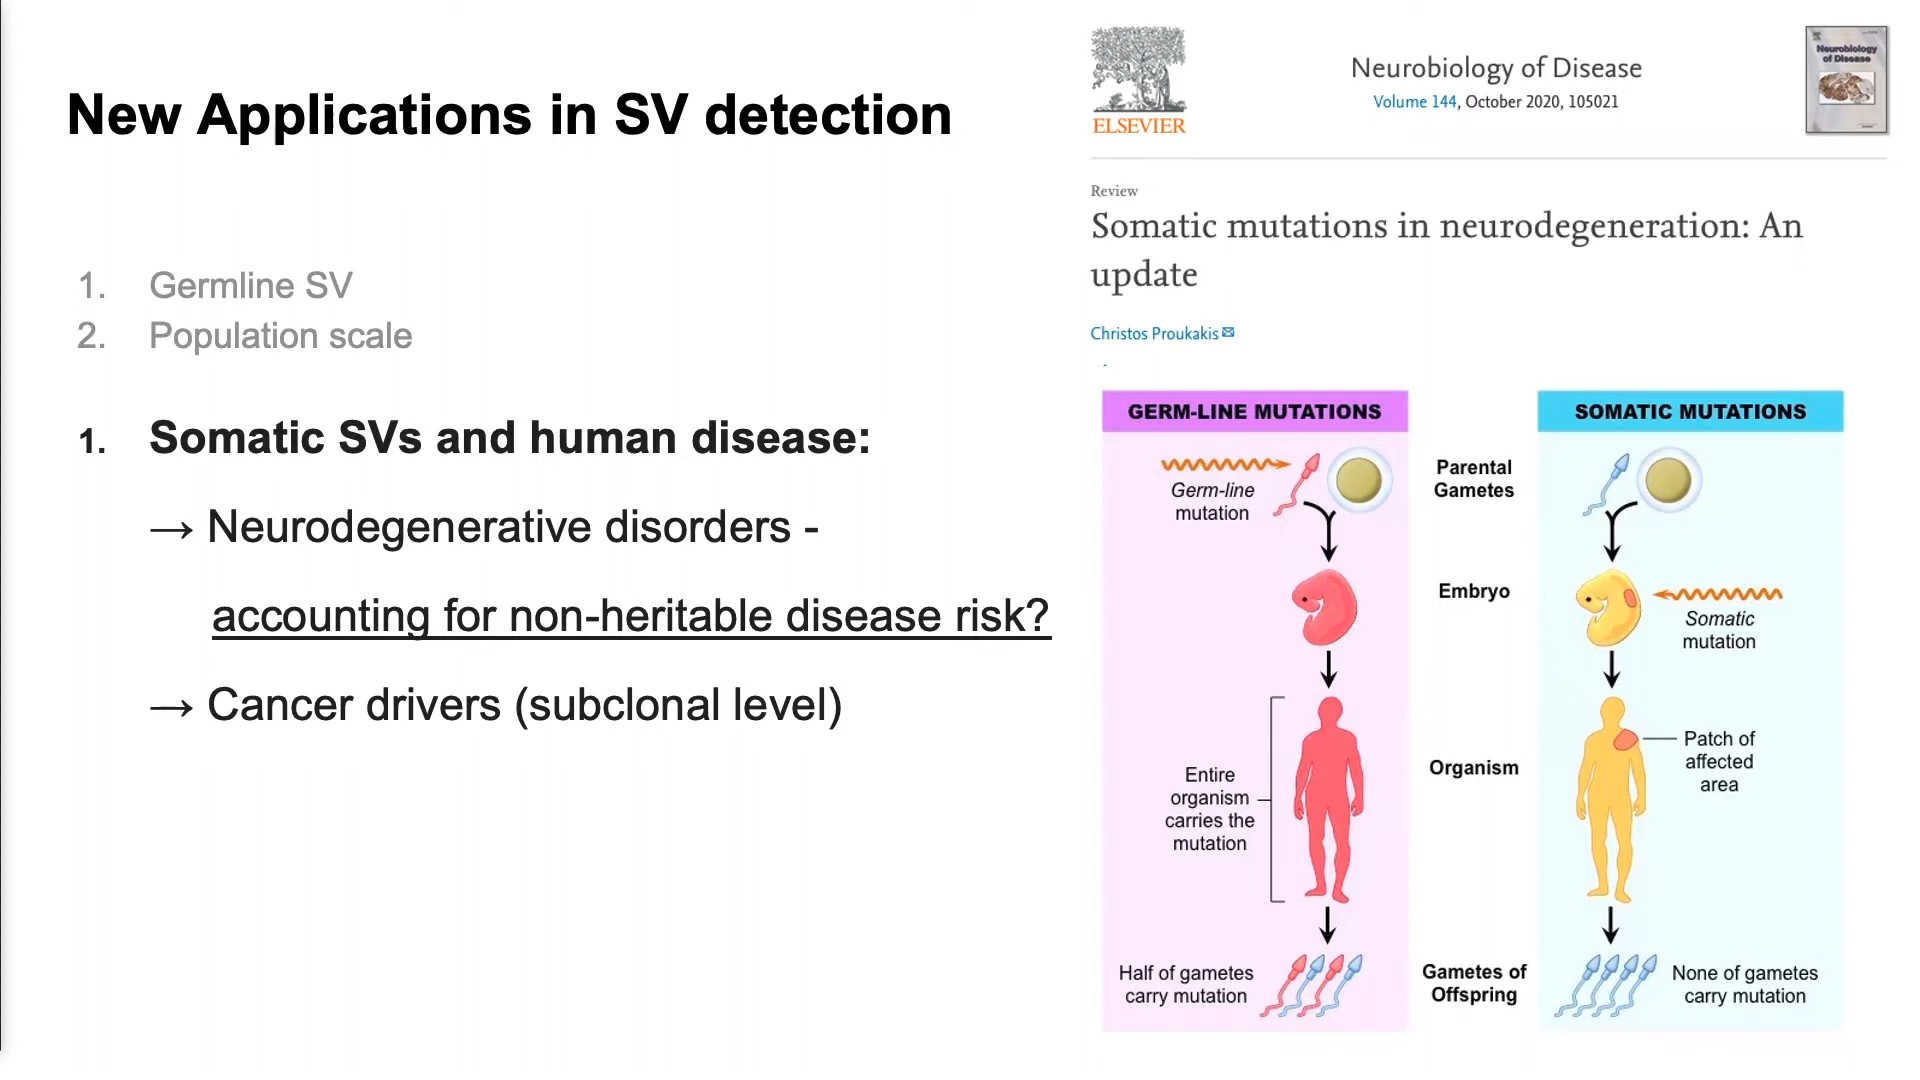 New Applications in SV detection
1. Germline SV
2. Population scale
1. Somatic SVs and human disease:
→ Neurodegenerative disorders -
accounting for non-heritable disease risk?
→ Cancer drivers (subclonal level)
ELSEVIER
Neurobiology of Disease
Volume 144, October 2020, 105021
Neurobiology
of Disease
Review
Somatic mutations in neurodegeneration: An
update
Christos Proukakis
GERM-LINE MUTATIONS
SOMATIC MUTATIONS
Germ-line
mutation
Parental
Gametes
Embryo
Somatic
mutation
Entire
organism
carries the
mutation
Organism
Patch of
affected
area
Half of gametes
carry mutation
Gametes of
Offspring
None of gametes
carry mutation